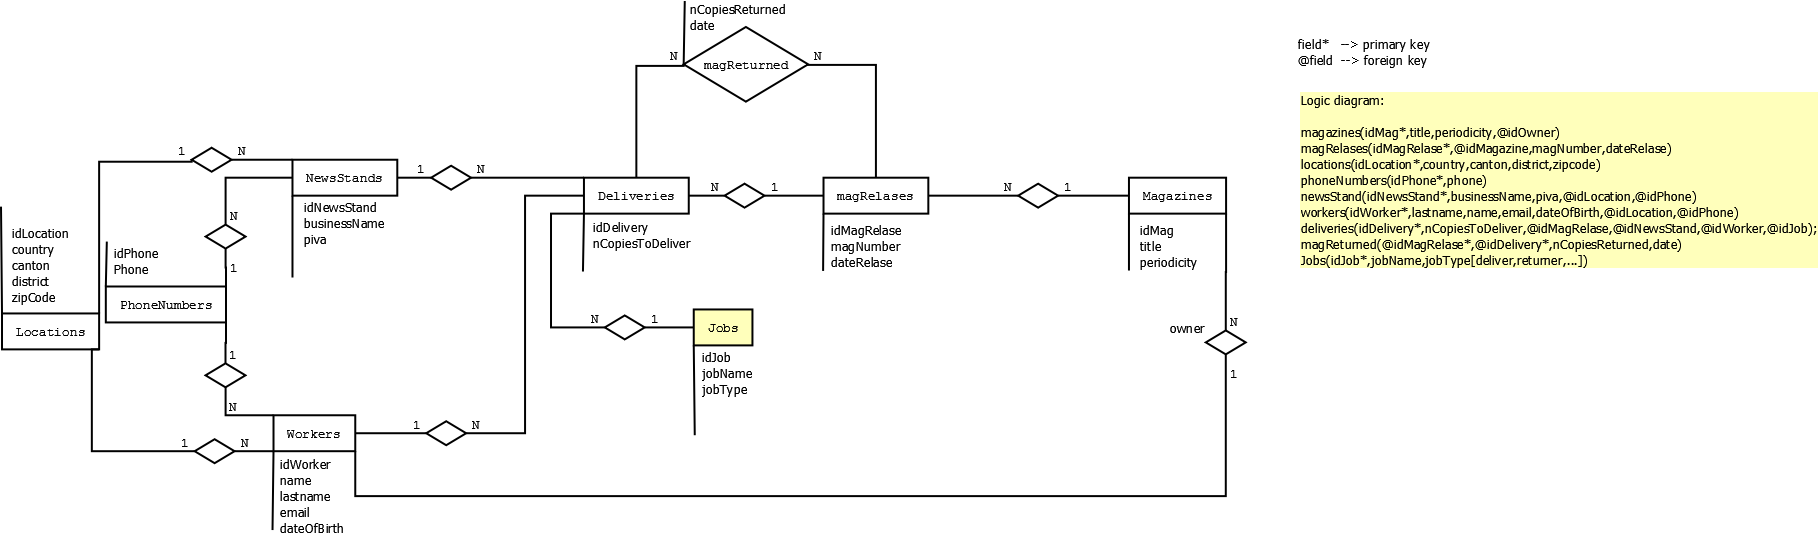 nCopiesReturned
date
N
magReturned
N
field*   --> primary key
@field  --> foreign key
Logic diagram:
magazines(idMag*,title,periodicity,@idOwner)
magRelases(idMagRelase*,@idMagazine,magNumber,dateRelase)
locations(idLocation*,country,canton,district,zipcode)
phoneNumbers(idPhone*,phone)
newsStand(idNewsStand*,businessName,piva,@idLocation,@idPhone)
workers(idWorker*,lastname,name,email,dateOfBirth,@idLocation,@idPhone)
deliveries(idDelivery*,nCopiesToDeliver,@idMagRelase,@idNewsStand,@idWorker,@idJob);
magReturned(@idMagRelase*,@idDelivery*,nCopiesReturned,date)
Jobs(idJob*,jobName,jobType[deliver,returner,...])
1
N
NewsStands
idNewsStand
businessName
piva
1
N
Deliveries
idDelivery
nCopiesToDeliver
N
1
magRelases
idMagRelase
magNumber
dateRelase
N
1
Magazines
idMag
title
periodicity
idLocation
country
canton
district
zipCode
Locations
N
1
idPhone
Phone
PhoneNumbers
1
N
N
1
Jobs
idJob
jobName
jobType
owner
N
1
1
N
Workers
idWorker
name
lastname
email
dateOfBirth
1
N